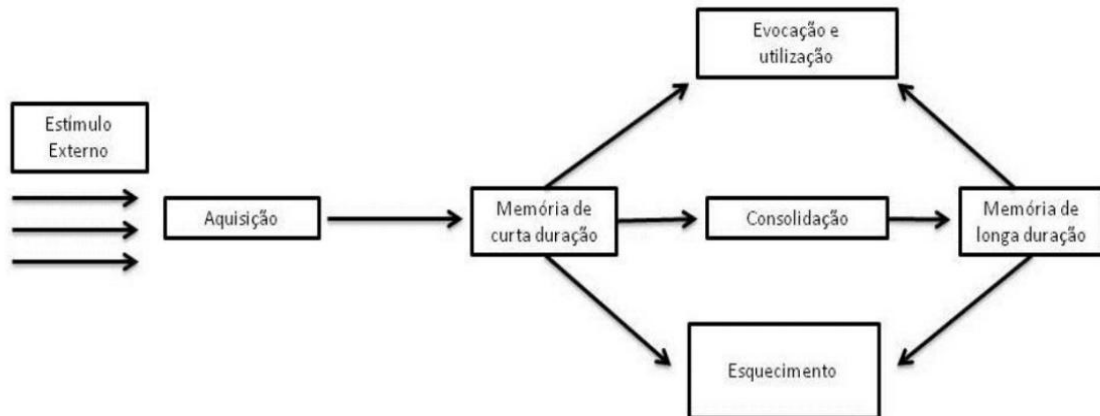 Evocação e
utilização
Estímulo
Externo
Aquisição
Memória de
curta duração
Consolidação
Memória de
longa duração
Esquecimento